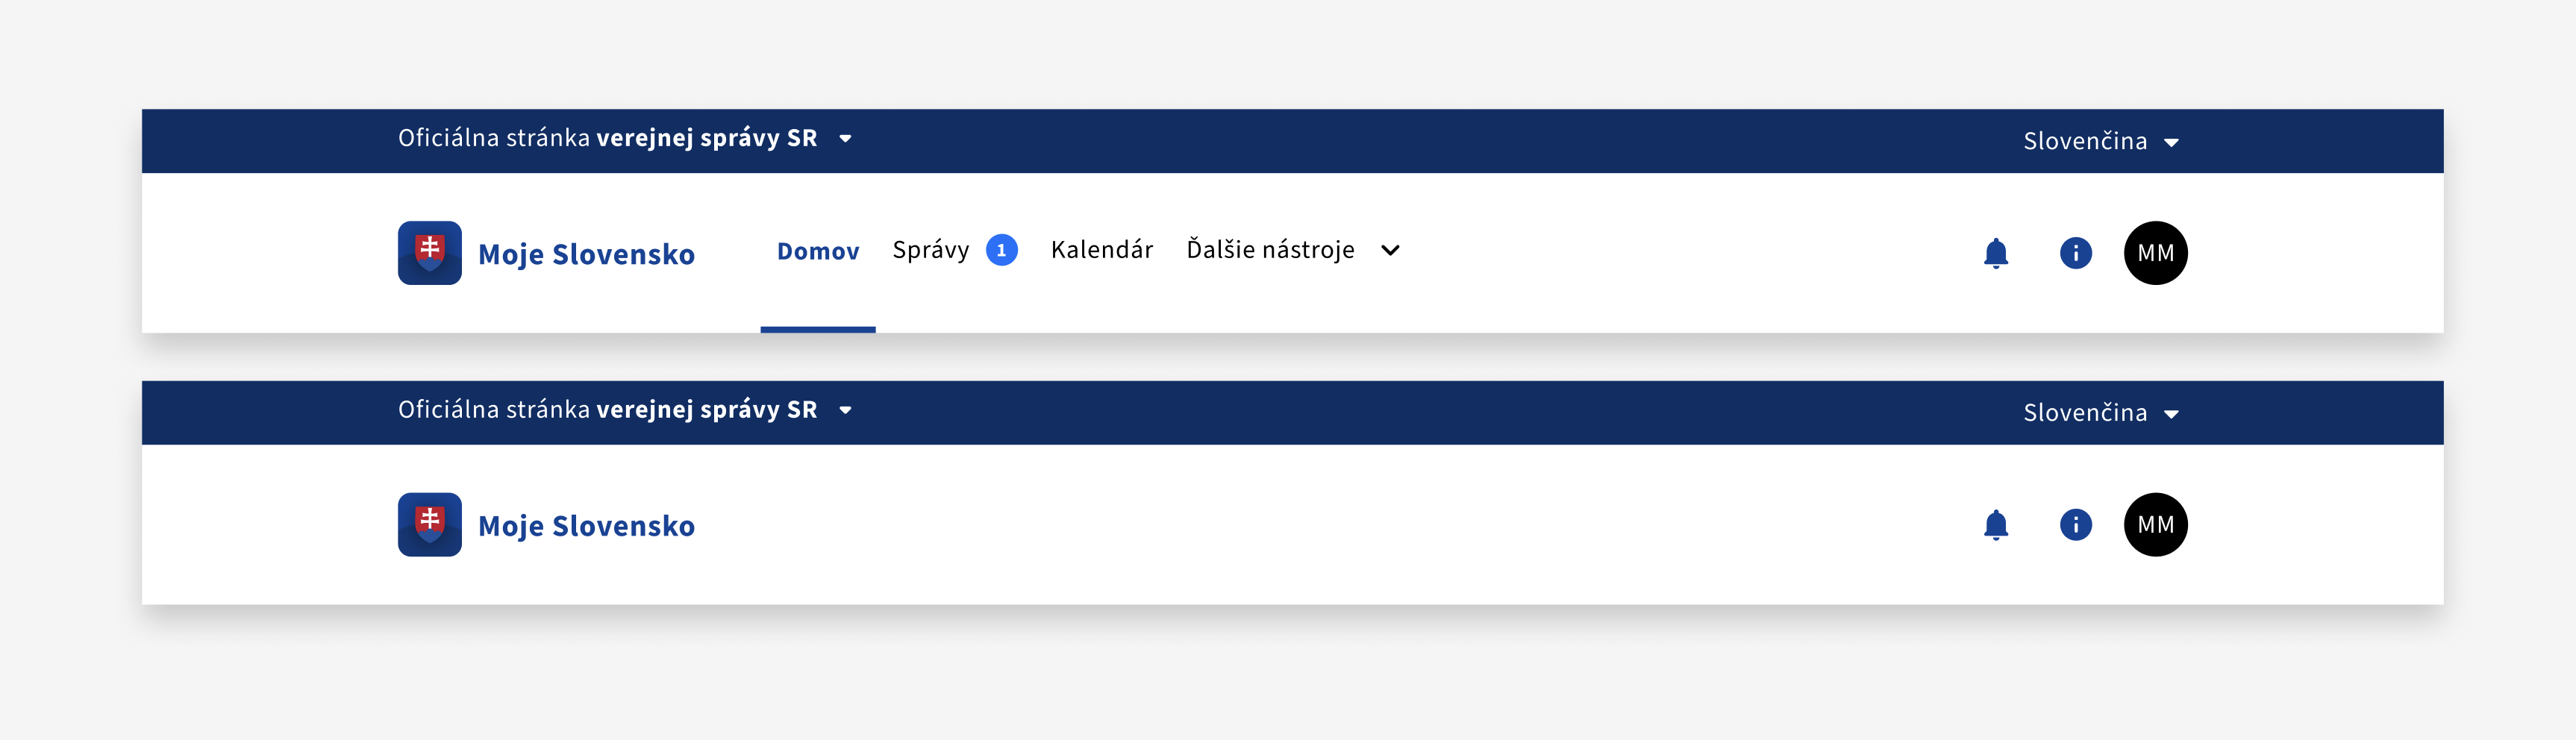 Oficiálna stránka verejnej správy SR
Slovenčina
Moje Slovensko
Domov
Správy 1
Kalendár
Ďalšie nástroje
MM
Oficiálna stránka verejnej správy SR
Slovenčina
Moje Slovensko
MM